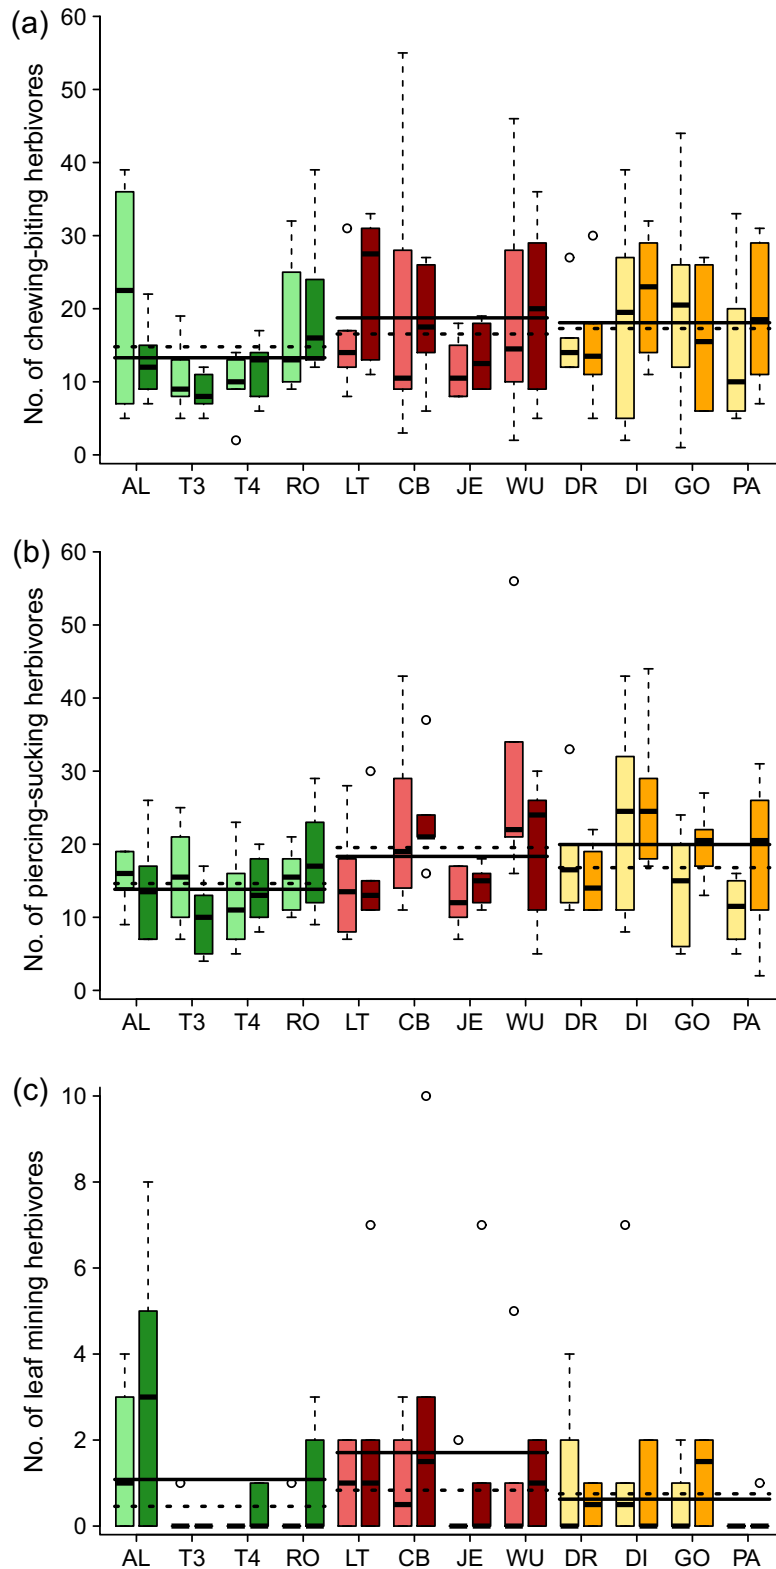 (a)
No. of chewing-biting herbivores
60
50
40
30
20
10
0
AL T3 T4 RO LT CB JE WU DR DI GO PA
(b)
No. of piercing-sucking herbivores
60
50
40
30
20
10
0
AL T3 T4 RO LT CB JE WU DR DI GO PA
(c)
No. of leaf mining herbivores
10
8
6
4
2
0
AL T3 T4 RO LT CB JE WU DR DI GO PA